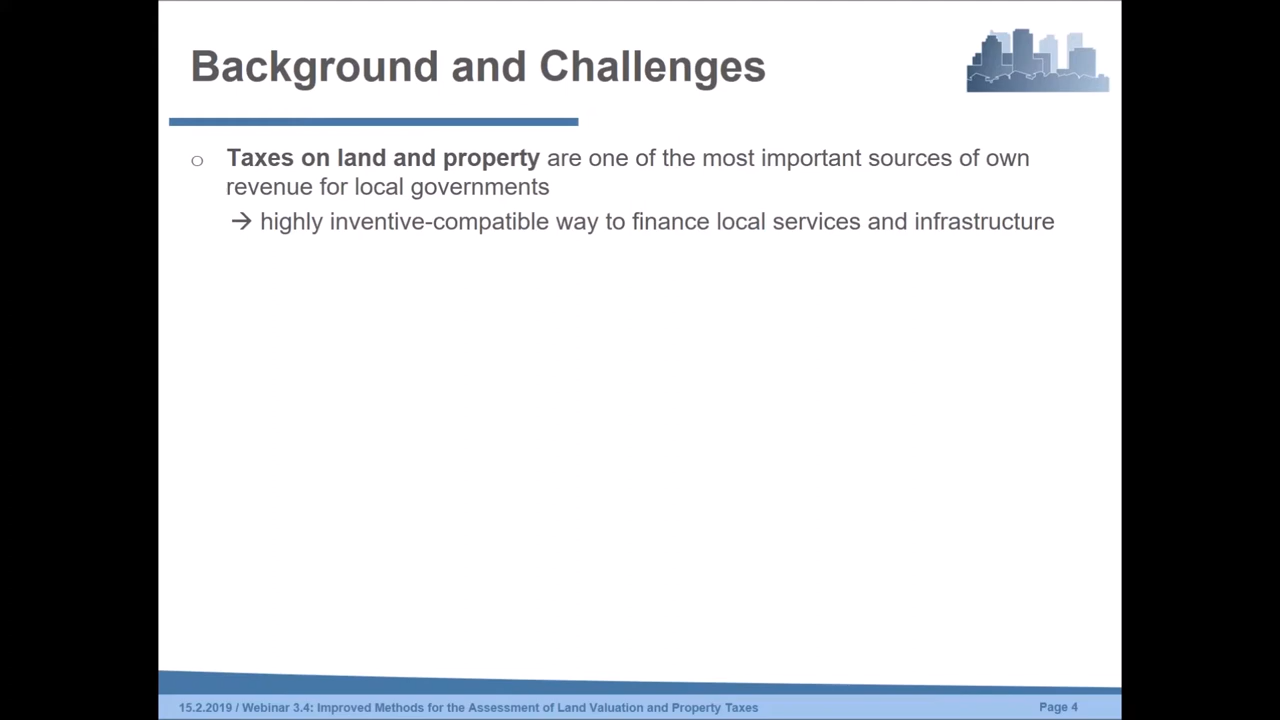 Background and Challenges
○ Taxes on land and property are one of the most important sources of own
revenue for local governments
→ highly inventive-compatible way to finance local services and infrastructure
15.2.2019 / Webinar 3.4: Improved Methods for the Assessment of Land Valuation and Property Taxes
Page 4